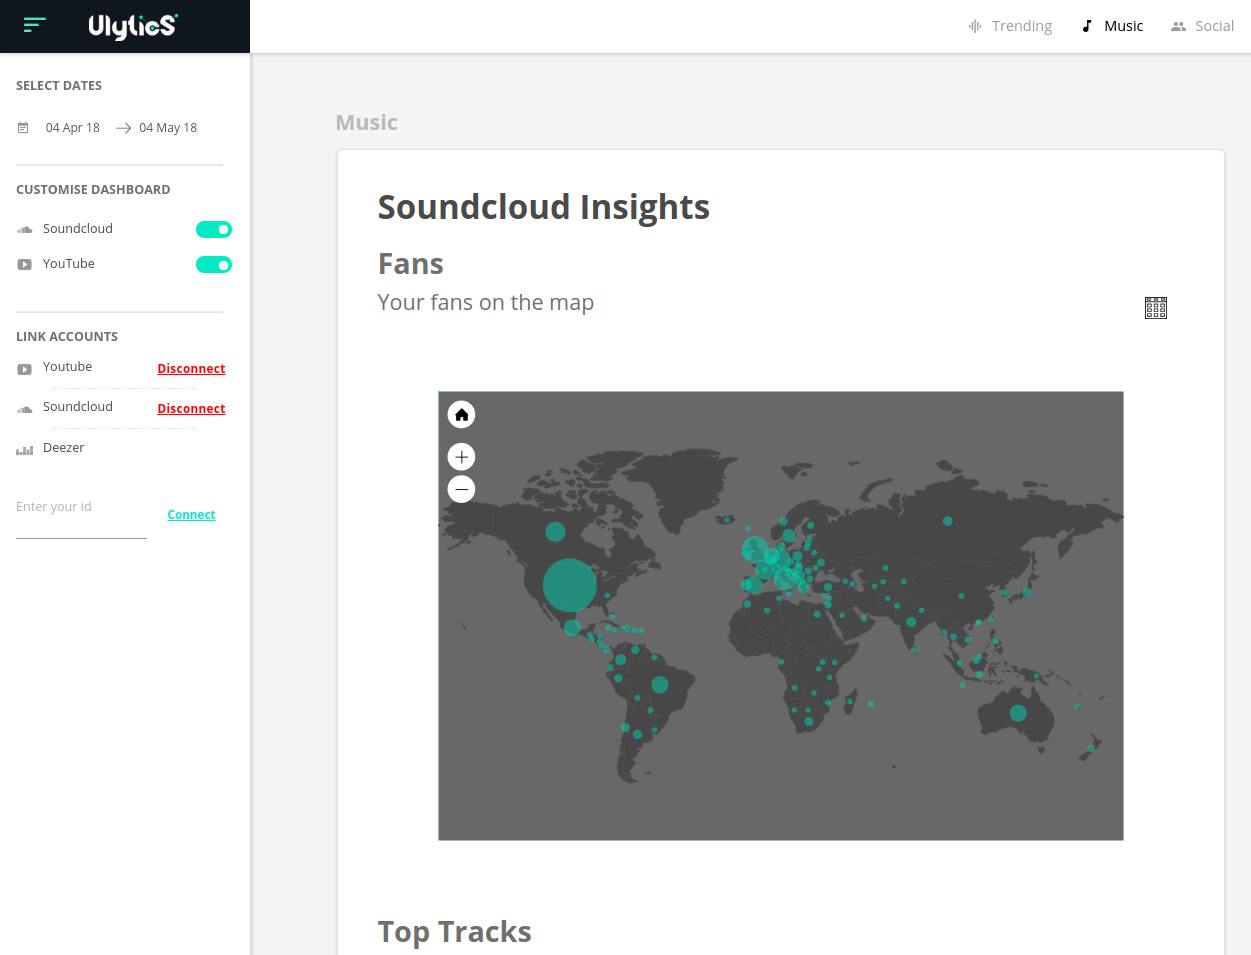 UlyticS
Trending
Music
Social
SELECT DATES
04 Apr 18
04 May 18
CUSTOMISE DASHBOARD
Soundcloud
YouTube
LINK ACCOUNTS
Youtube
Disconnect
Soundcloud
Disconnect
Deezer
Enter your id
Connect
Music
Soundcloud Insights
Fans
Your fans on the map
Top Tracks